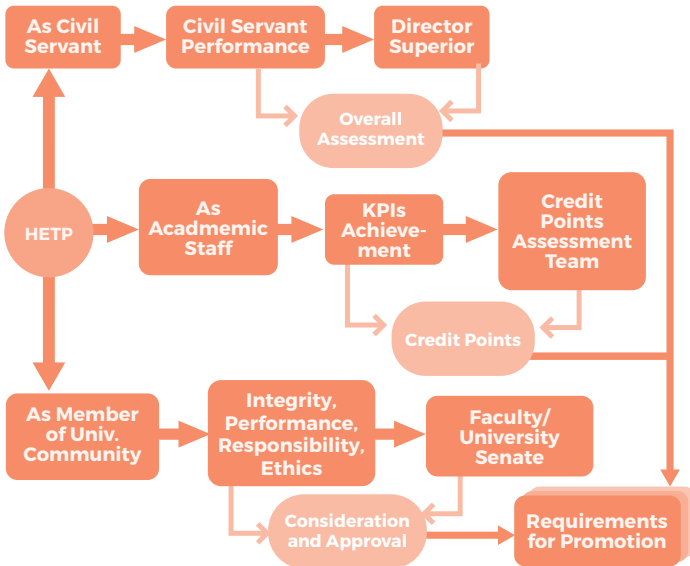 As Civil
Servant
Civil Servant
Performance
Director
Superior
Overall
Assessment
HETP
As
Acadmemic
Staff
KPIs
Achieve-
ment
Credit
Points
Assessment
Team
Credit Points
As Member
of Univ.
Community
Integrity,
Performance,
Responsibility,
Ethics
Faculty/
University
Senate
Consideration
and Approval
Requirements
for Promotion